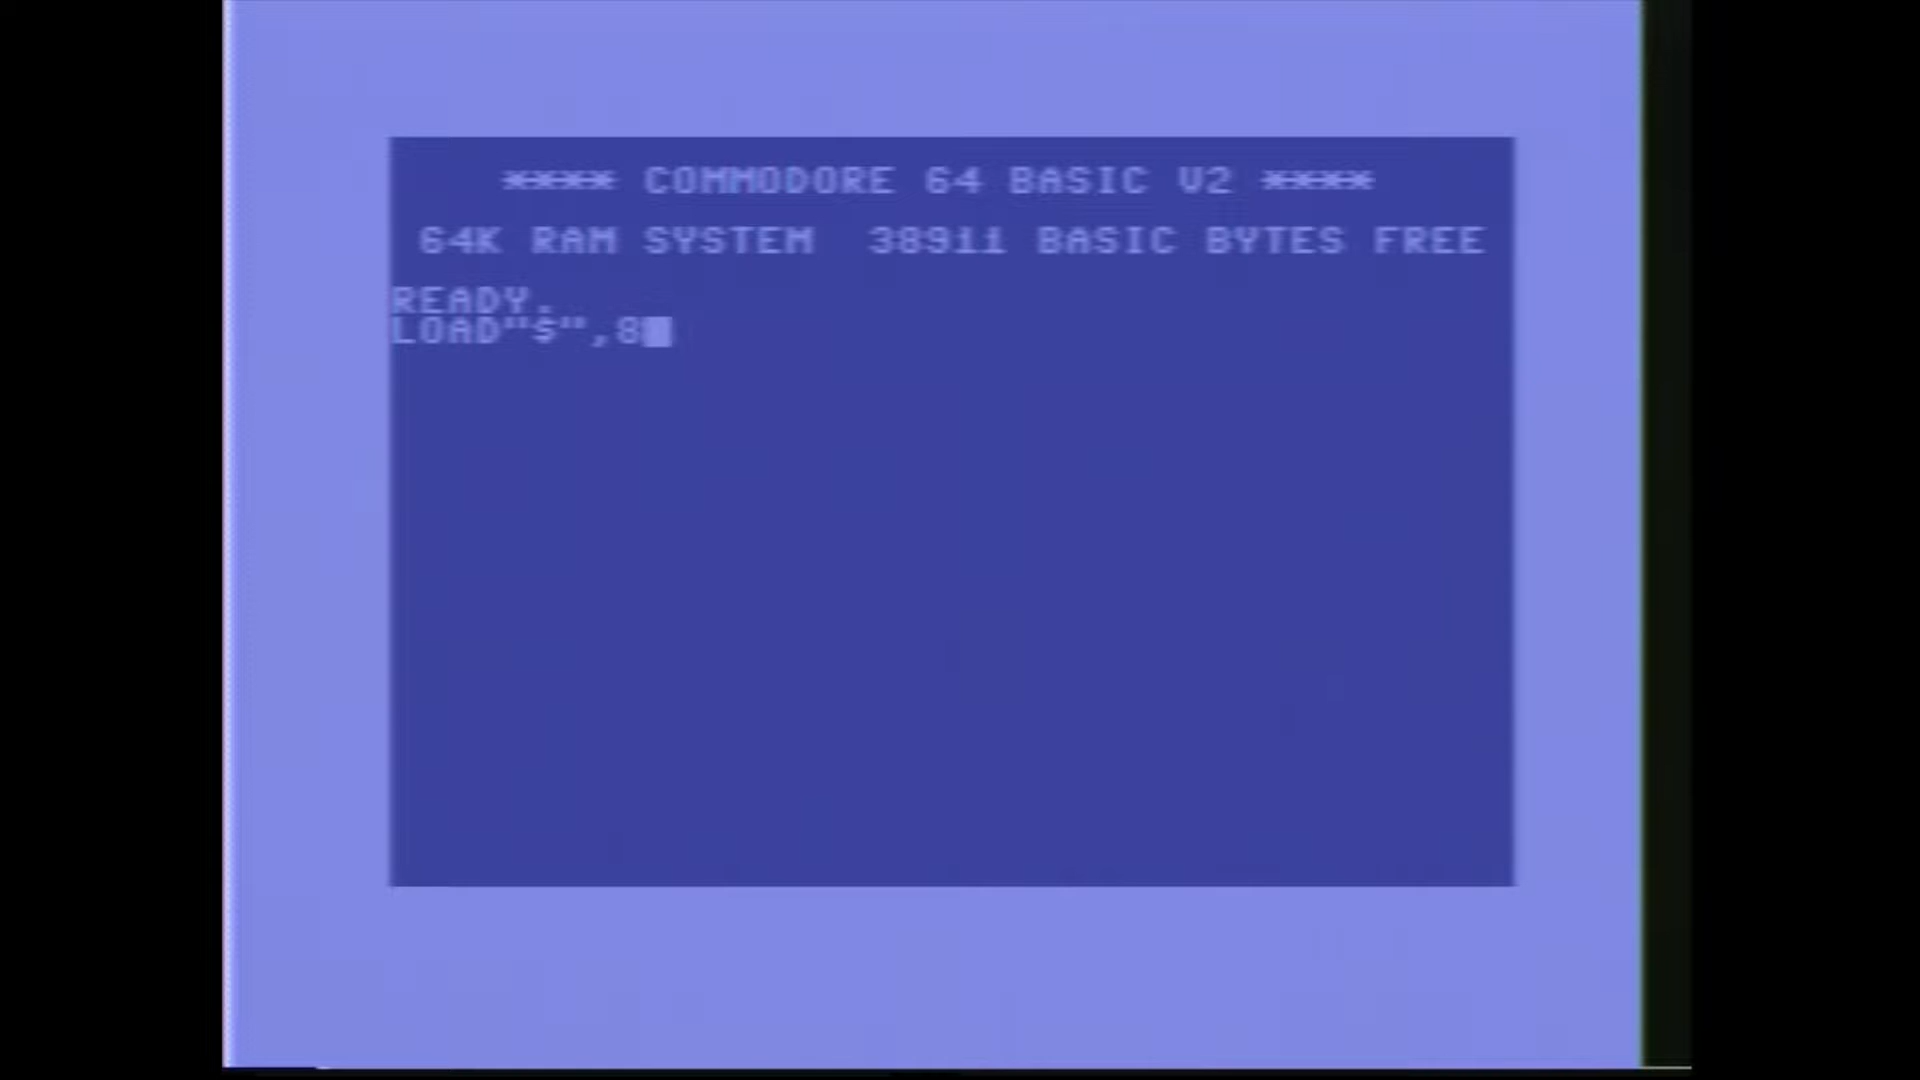 **** COMMODORE 64 BASIC V2 ****
64K RAM SYSTEM  38911 BASIC BYTES FREE
READY.
LOAD"$",8